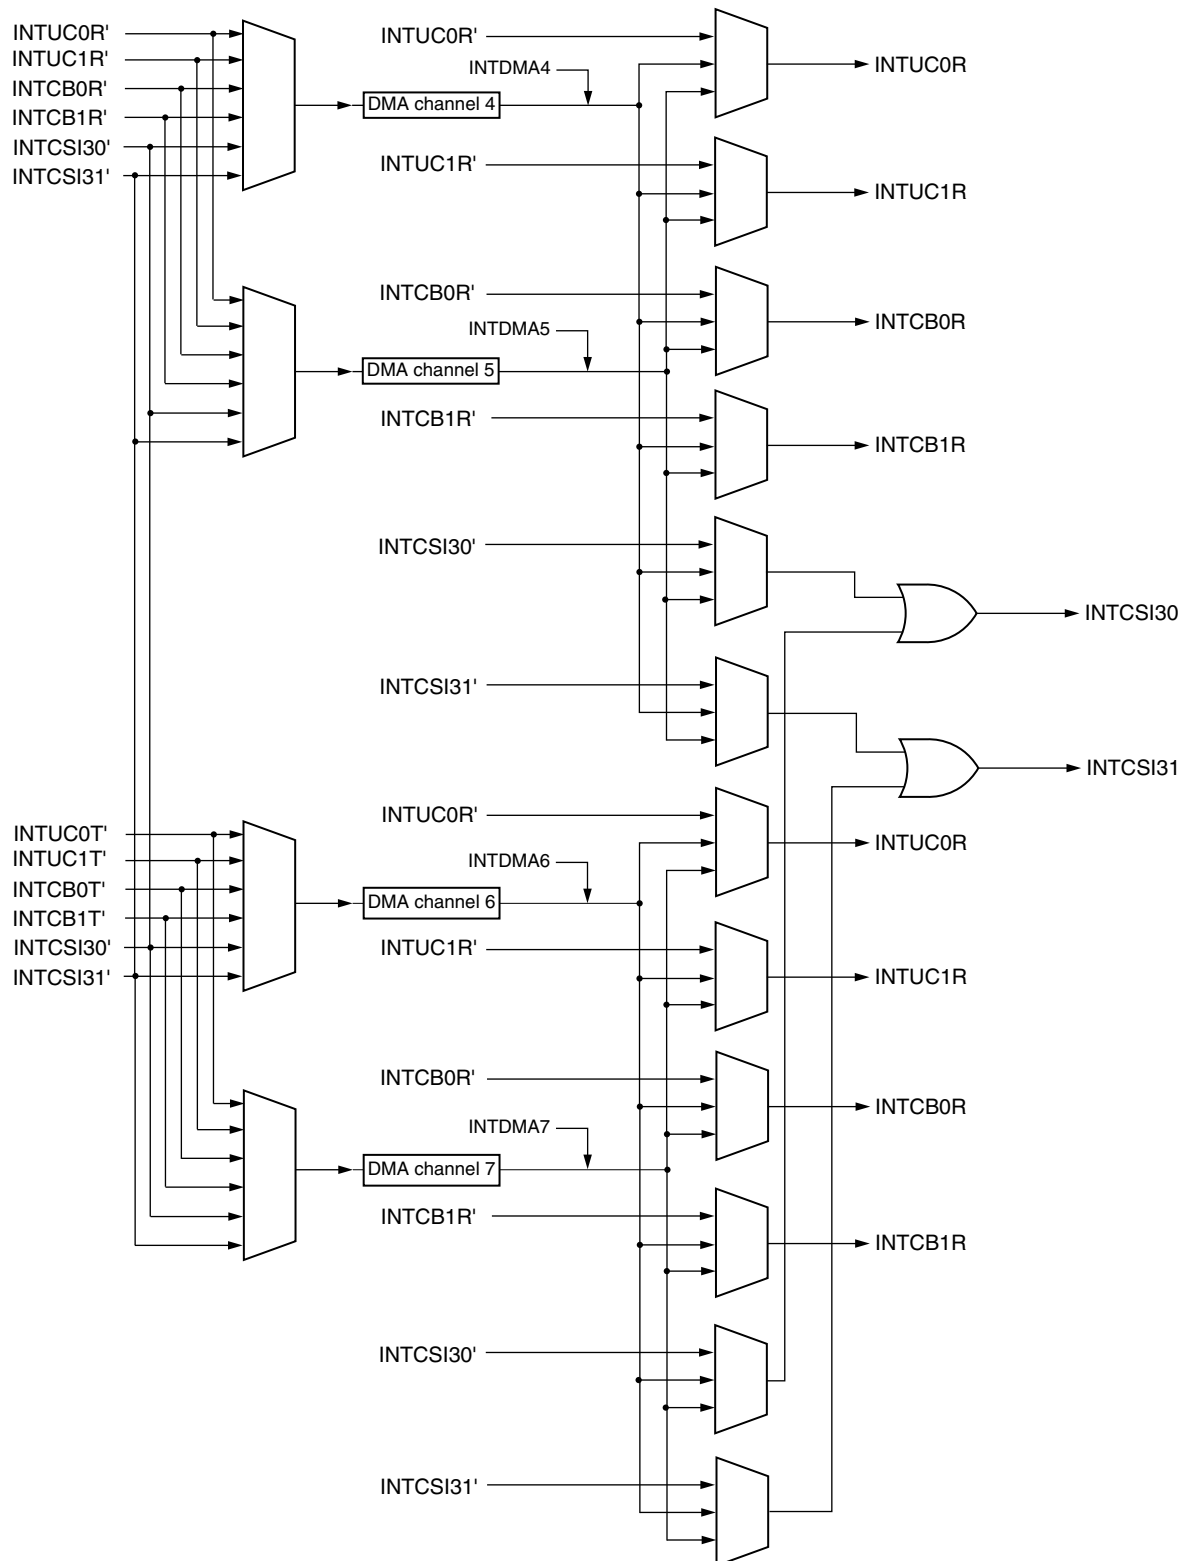 INTUC0R'
INTUC1R'
INTCB0R'
INTCB1R'
INTCSI30'
INTCSI31'
INTUC0R'
INTDMA4
DMA channel 4
INTUC0R
INTUC1R'
INTUC1R
INTCB0R'
INTDMA5
DMA channel 5
INTCB0R
INTCB1R'
INTCB1R
INTCSI30'
INTCSI30
INTCSI31'
INTCSI31
INTUC0T'
INTUC1T'
INTCB0T'
INTCB1T'
INTCSI30'
INTCSI31'
INTUC0R'
INTDMA6
DMA channel 6
INTUC0R
INTUC1R'
INTUC1R
INTCB0R'
INTDMA7
DMA channel 7
INTCB0R
INTCB1R'
INTCB1R
INTCSI30'
INTCSI31'